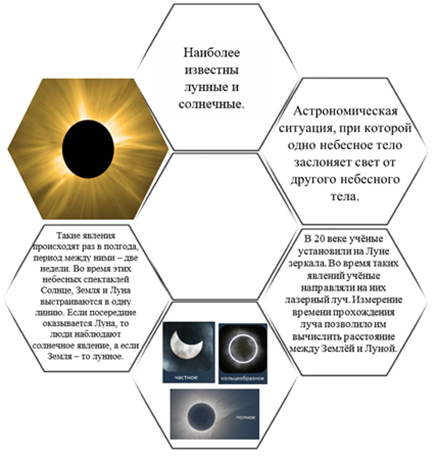 Наиболее
известны
лунные и
солнечные.
Астрономическая
ситуация, при которой
одно небесное тело
заслоняет свет от
другого небесного
тела.
Такие явления
происходят раз в полгода,
период между ними – две
недели. Во время этих
небесных спектаклей
Солнце, Земля и Луна
выстраиваются в одну
линию. Если посередине
оказывается Луна, то
люди наблюдают
солнечное явление, а если
Земля – то лунное.
В 20 веке учёные
установили на Луне
зеркала. Во время таких
явлений учёные
направляли на них
лазерный луч. Измерение
времени прохождения
луча позволило им
вычислить расстояние
между Землёй и Луной.
частное
кольцеобразное
полное